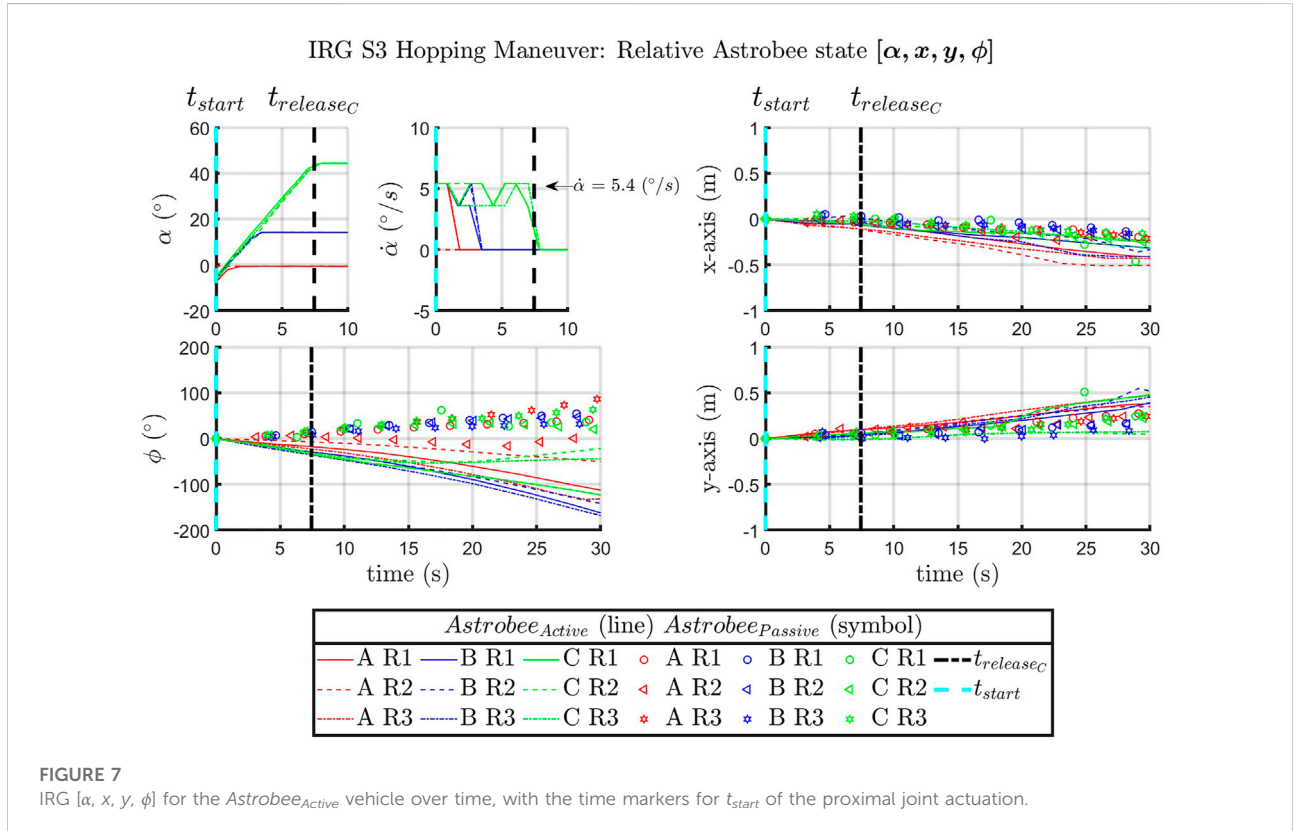 IRG S3 Hopping Maneuver: Relative Astrobee state [α, x, y, ϕ]
t_start t_release_C
t_start t_release_C
60
40
20
0
-20
α (°)
0 5 10
10
5
0
-5
α̇ (°/s)
α̇ = 5.4 (°/s)
0 5 10
1
0.5
0
-0.5
-1
x-axis (m)
0 5 10 15 20 25 30
200
100
0
-100
-200
ϕ (°)
0 5 10 15 20 25 30
time (s)
1
0.5
0
-0.5
-1
y-axis (m)
0 5 10 15 20 25 30
time (s)
Astrobee_Active (line) Astrobee_Passive (symbol)
A R1 B R1 C R1 A R1 B R1 C R1 t_release_C
A R2 B R2 C R2 A R2 B R2 C R2 t_start
A R3 B R3 C R3 A R3 B R3 C R3
FIGURE 7
IRG [α, x, y, ϕ] for the Astrobee_Active vehicle over time, with the time markers for t_start of the proximal joint actuation.